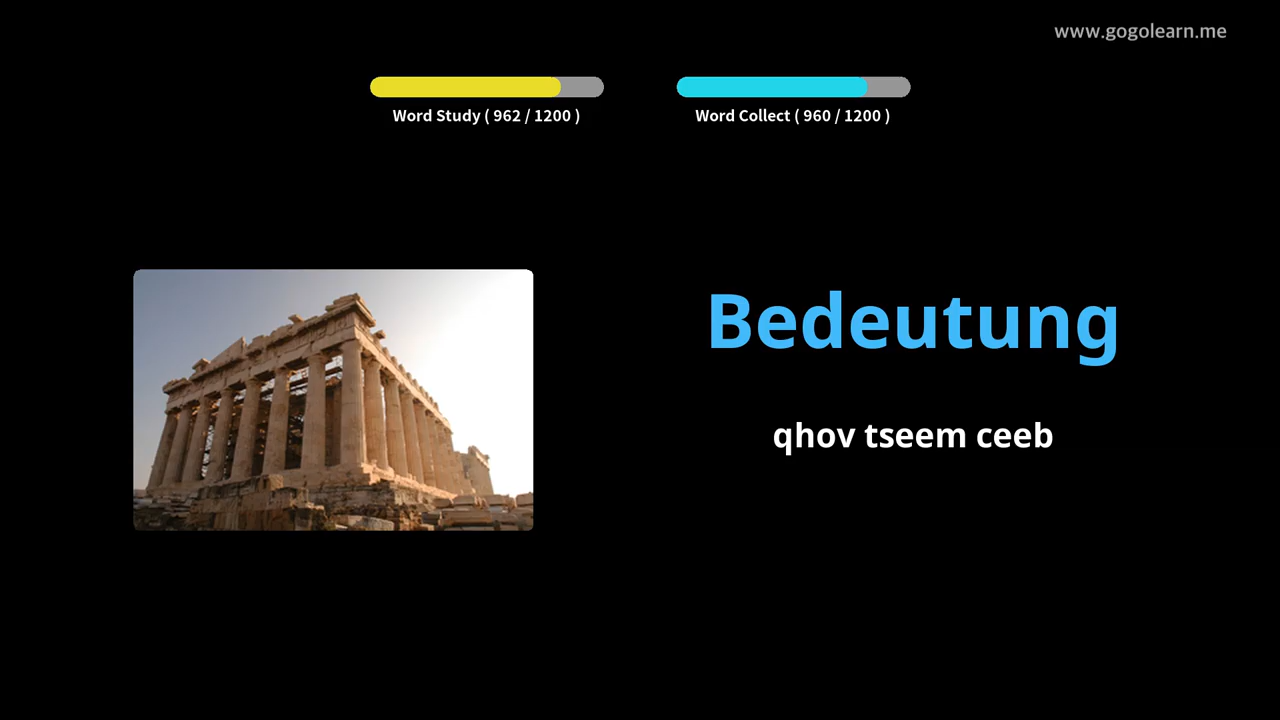 www.gogolearn.me
Word Study ( 962 / 1200 )
Word Collect ( 960 / 1200 )
Bedeutung
qhov tseem ceeb